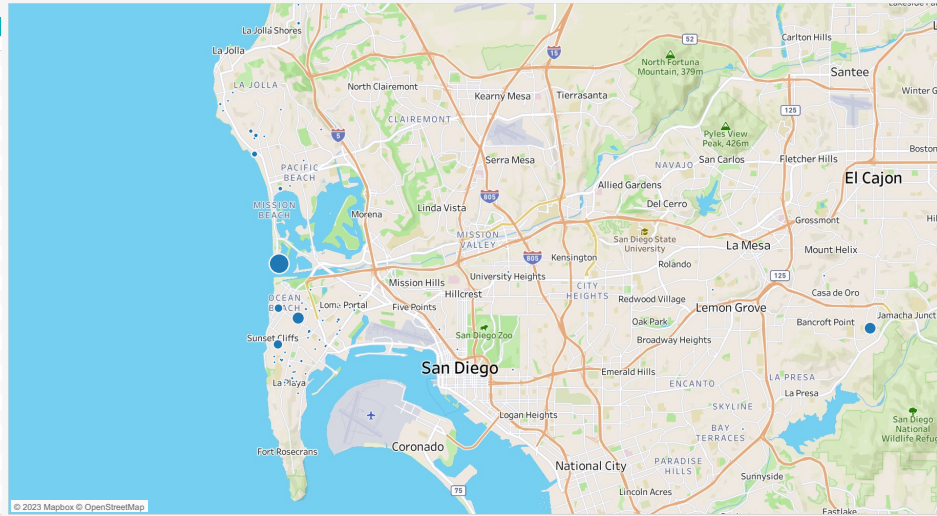 La Jolla Shores
Carlton Hills
52
15
La Jolla
North Fortuna
Mountain, 379m
Santee
LA JOLLA
North Clairemont
Kearny Mesa
Tierrasanta
Winter G
125
CLAIREMONT
5
Pyles View
Peak, 426m
Boston
Serra Mesa
NAVAJO
San Carlos
Fletcher Hills
PACIFIC
BEACH
El Cajon
Allied Gardens
805
MISSION
BEACH
Morena
Linda Vista
Del Cerro
Grossmont
Hil
MISSION
VALLEY
San Diego State
University
La Mesa
Mount Helix
805
Kensington
Rolando
University Heights
125
Mission Hills
CITY
HEIGHTS
Hillcrest
Redwood Village
Casa de Oro
OCEAN
BEACH
Loma Portal
Five Points
Lemon Grove
Jamacha Junct
Oak Park
Bancroft Point
San Diego Zoo
Sunset Cliffs
Broadway Heights
San Diego
Emerald Hills
La Playa
ENCANTO
LA PRESA
La Presa
SKYLINE
Logan Heights
San Diego
National
Wildlife Refug
BAY
TERRACES
Coronado
Fort Rosecrans
National City
PARADISE
HILLS
Sunnyside
75
Lincoln Acres
© 2023 Mapbox © OpenStreetMap
Eastlake